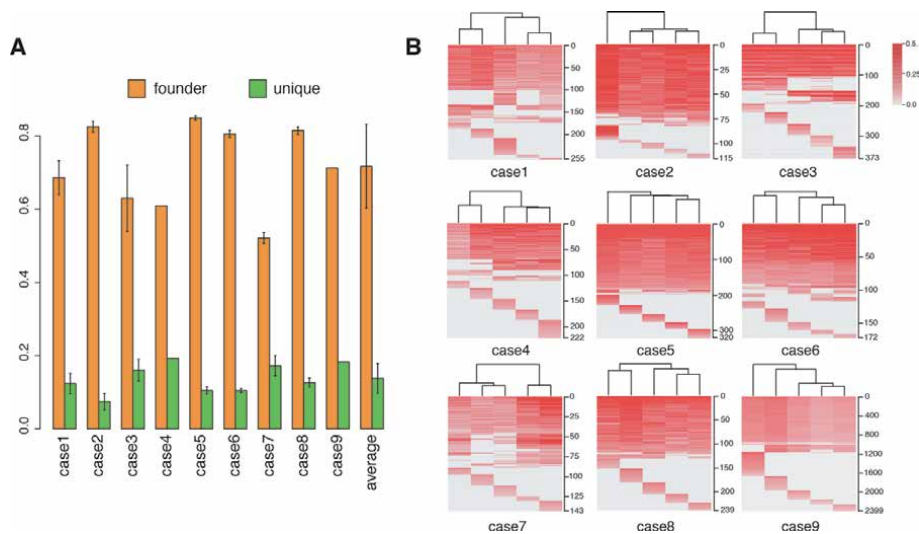 A
founder
unique
0.8
0.6
0.4
0.2
0.0
case1
case2
case3
case4
case5
case6
case7
case8
case9
average
B
0
50
100
150
200
255
case1
0
50
100
115
case2
0
100
200
300
373
case3
0.5
0.25
0.0
0
50
100
150
200
222
case4
0
100
200
300
320
case5
0
50
100
150
172
case6
0
25
50
75
100
125
143
case7
0
50
100
150
200
239
case8
0
400
800
1200
1600
2000
2399
case9